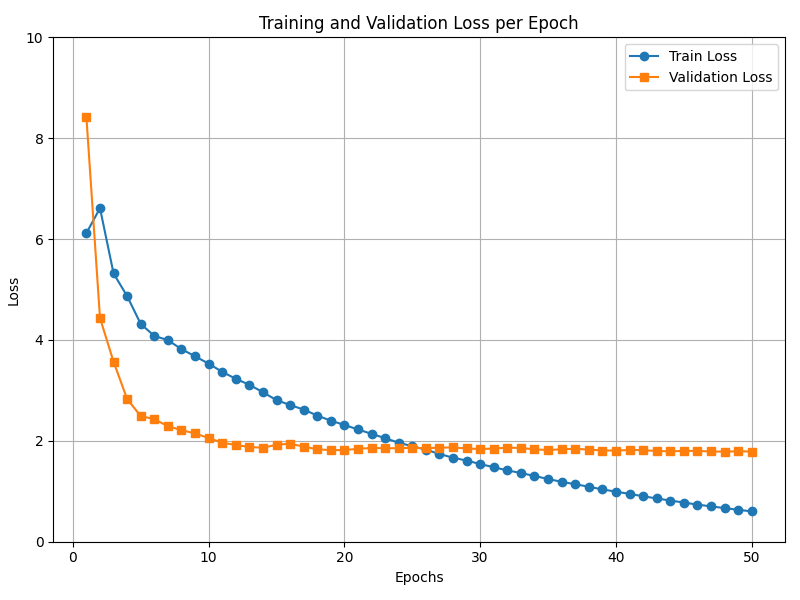 Training and Validation Loss per Epoch
Train Loss
Validation Loss
Loss
10
8
6
4
2
0
0 10 20 30 40 50
Epochs